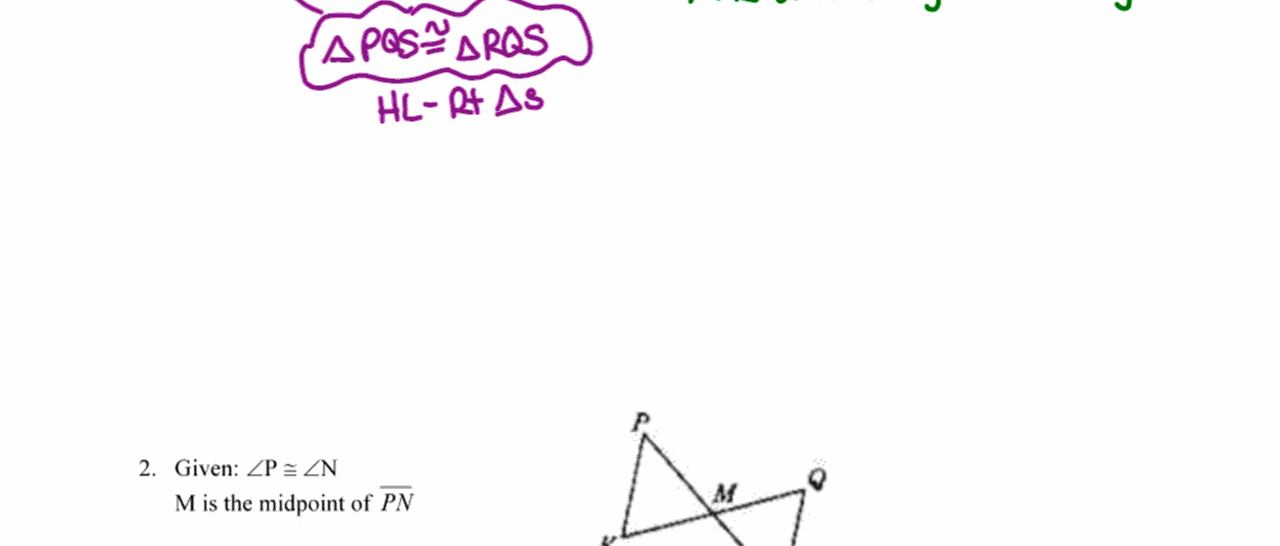 △ PQS ≅ △ RQS
HL - Rt △s
P
2. Given: ∠P ≅ ∠N
Q
M
M is the midpoint of PN
K